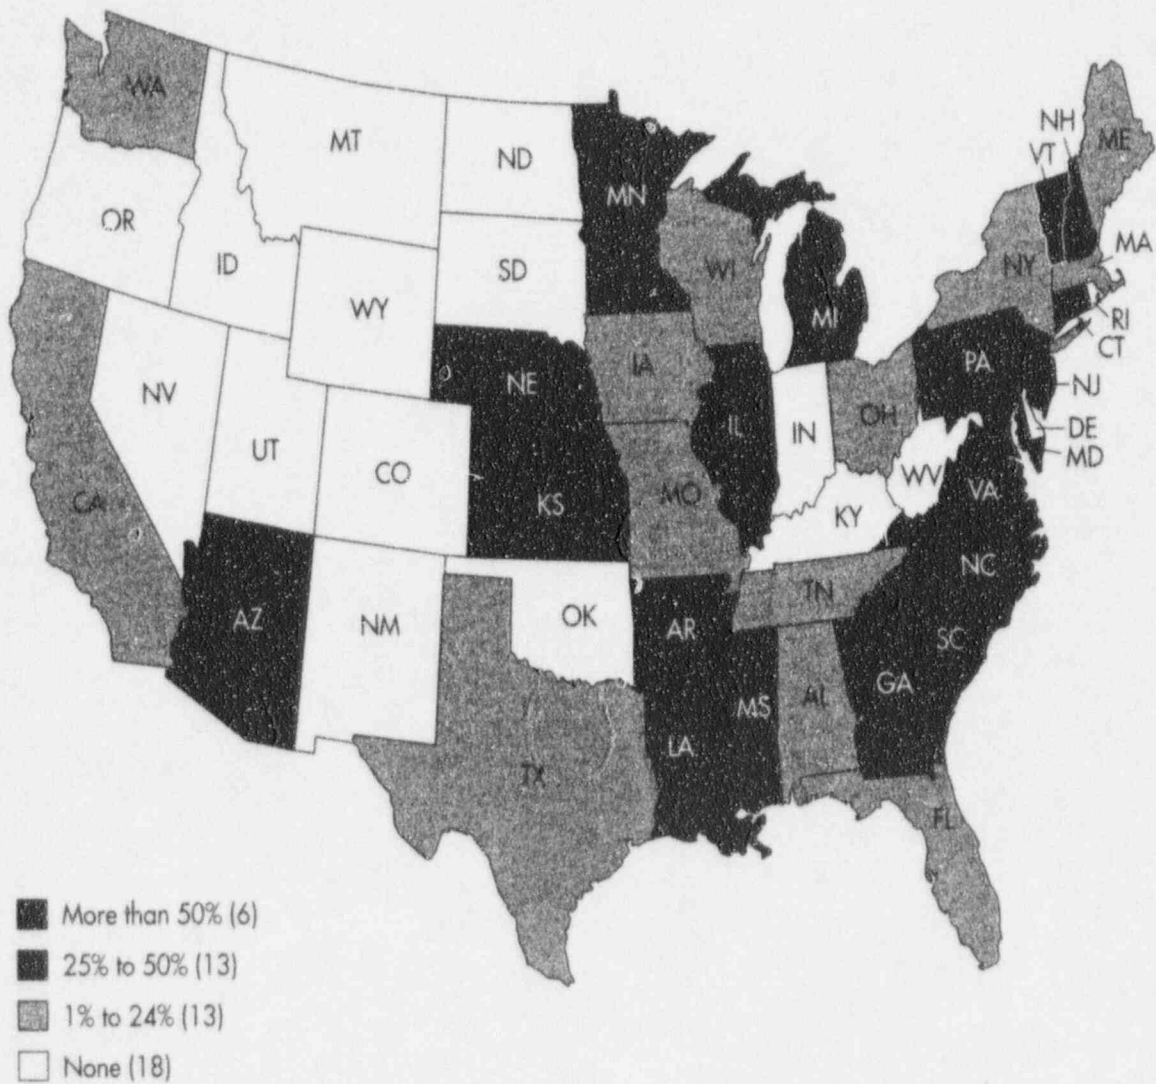 WA
MT
ND
MN
NH
VT
ME
OR
ID
SD
WI
NY
MA
WY
MI
RI
CT
NV
NE
IA
PA
NJ
UT
CO
IL
IN
OH
DE
MD
CA
KS
MO
WV
VA
KY
NC
AZ
NM
OK
AR
TN
SC
GA
MS
AL
LA
TX
FL
More than 50% (6)
25% to 50% (13)
1% to 24% (13)
None (18)